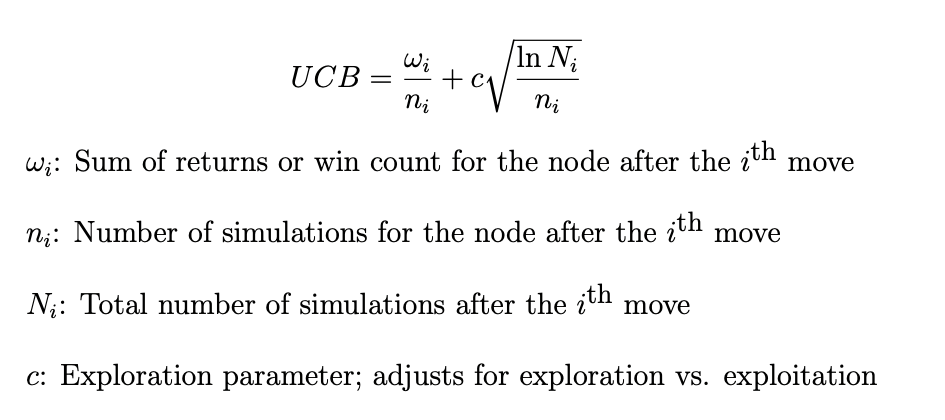 UCB = ωᵢ/nᵢ + c√(ln Nᵢ/nᵢ)
ωᵢ: Sum of returns or win count for the node after the iᵗʰ move
nᵢ: Number of simulations for the node after the iᵗʰ move
Nᵢ: Total number of simulations after the iᵗʰ move
c: Exploration parameter; adjusts for exploration vs. exploitation